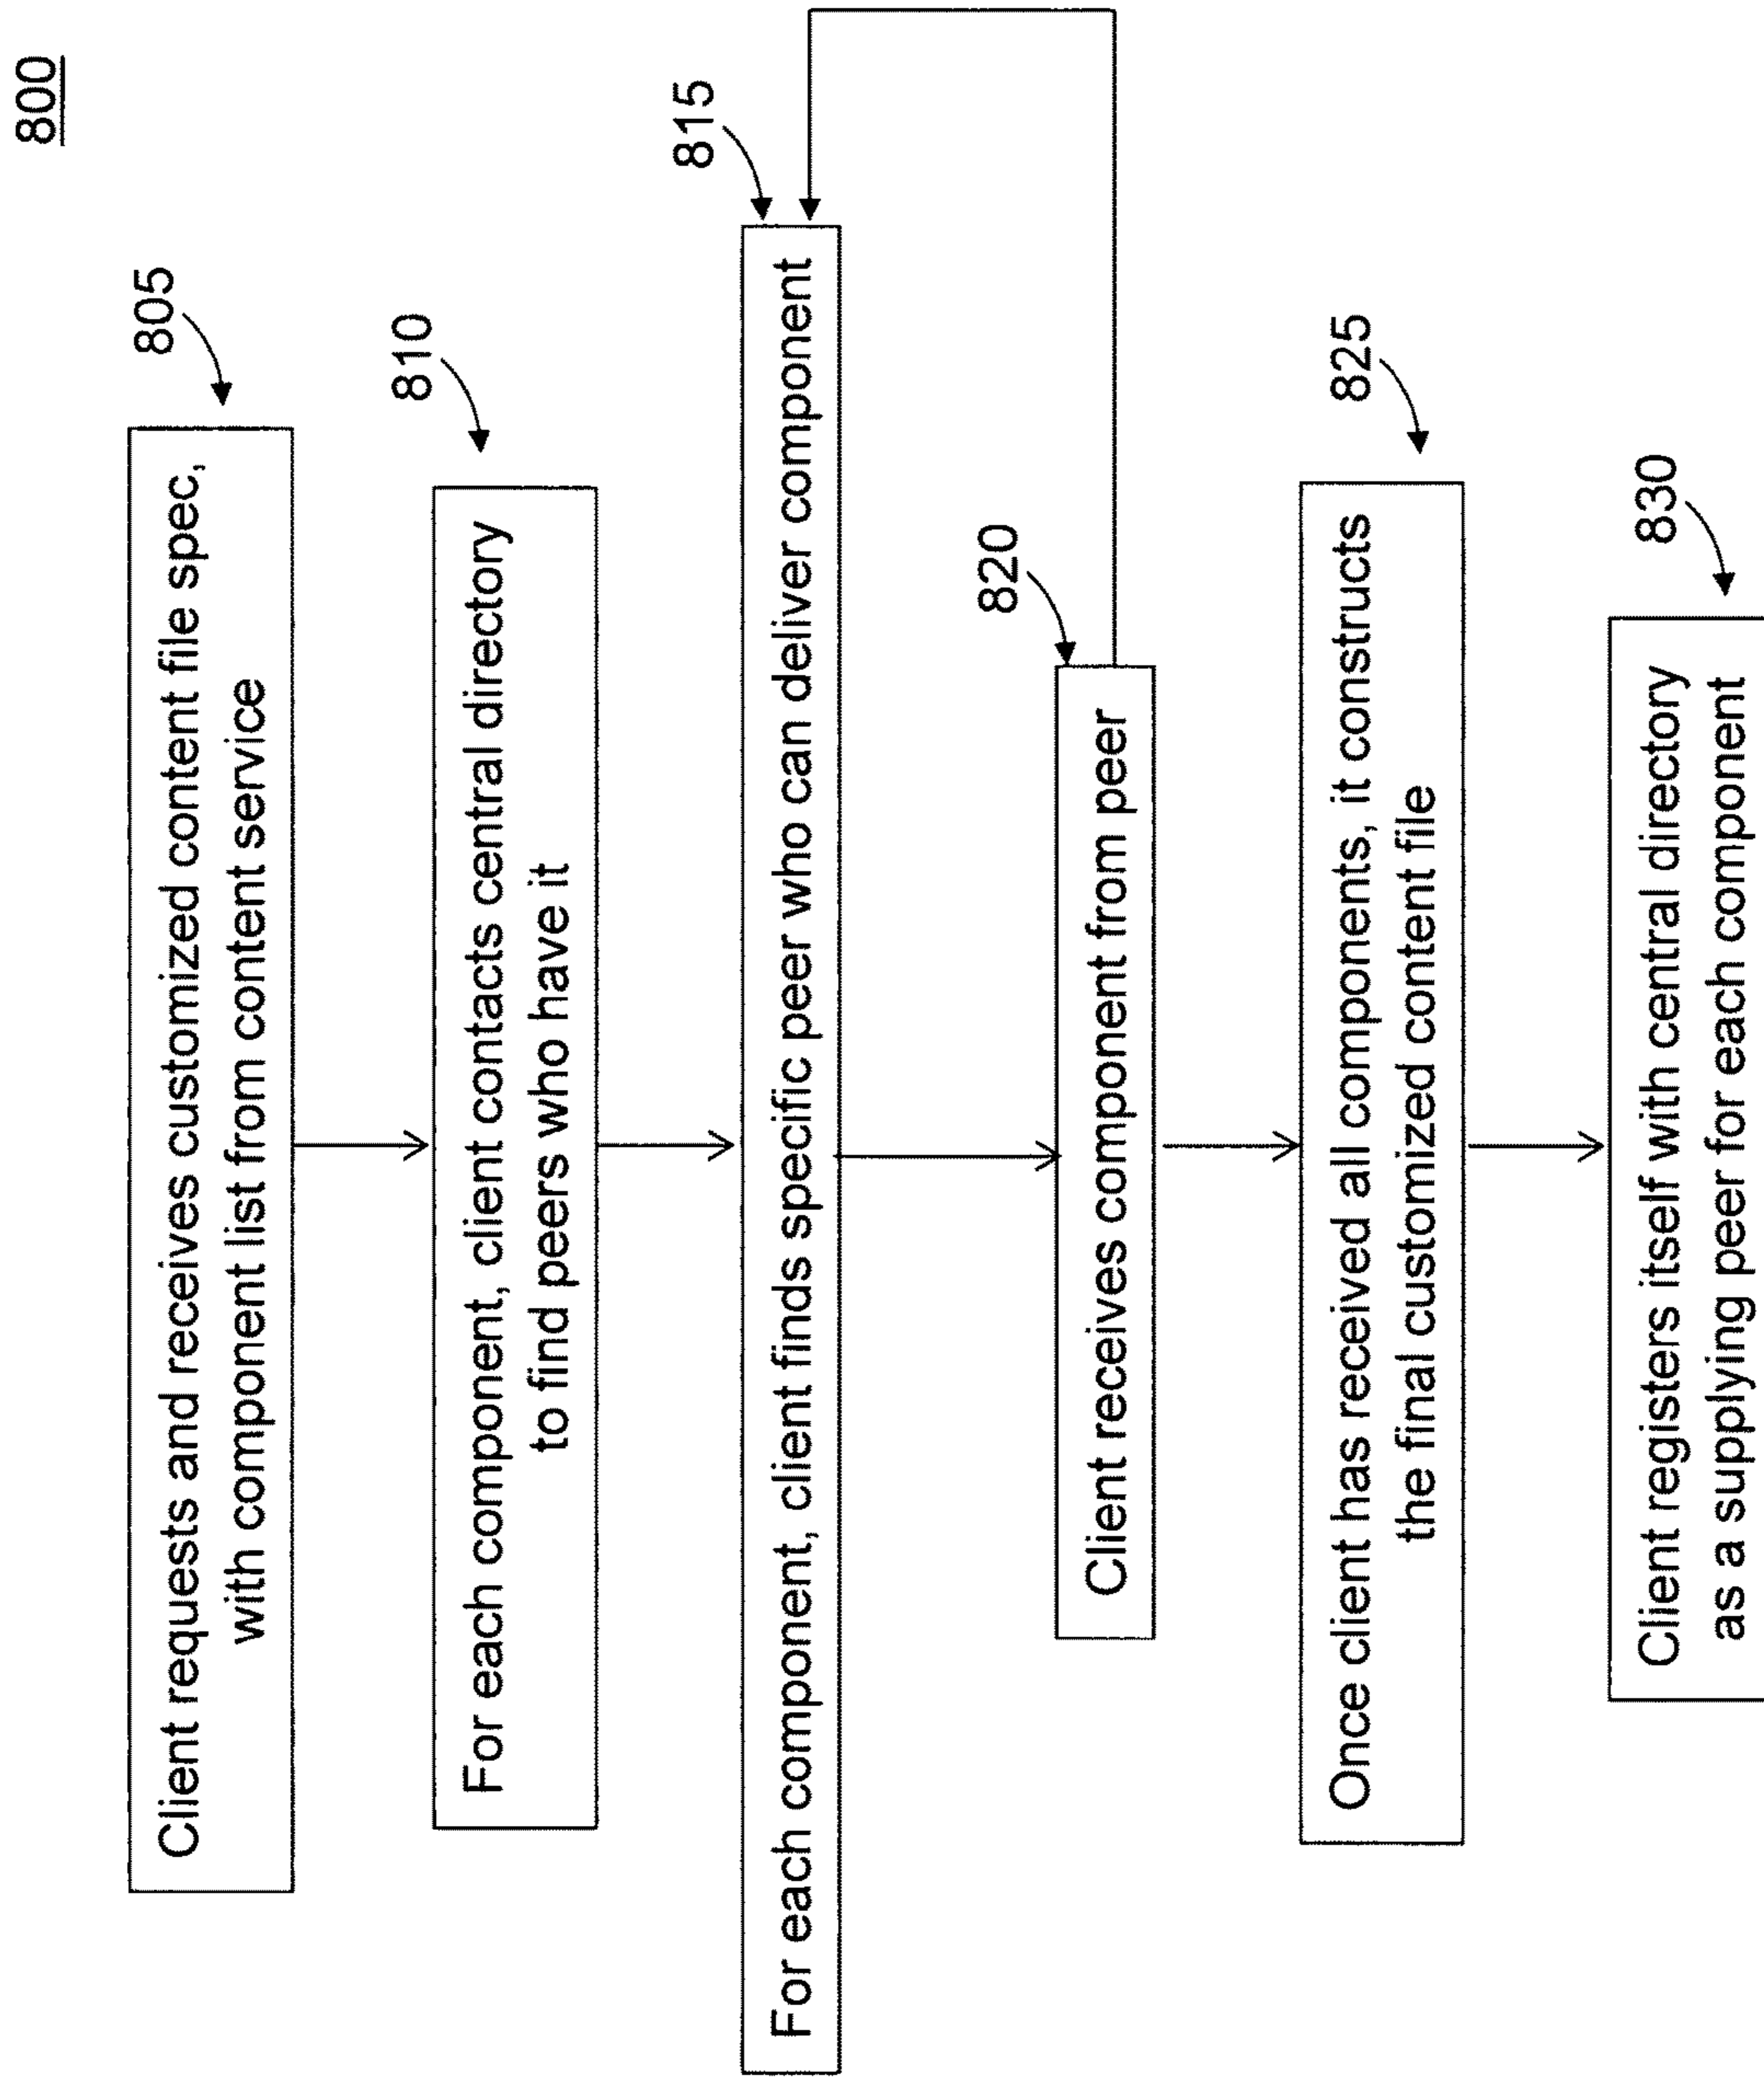 800
805
Client requests and receives customized content file spec,
with component list from content service
810
For each component, client contacts central directory
to find peers who have it
815
For each component, client finds specific peer who can deliver component
820
Client receives component from peer
825
Once client has received all components, it constructs
the final customized content file
830
Client registers itself with central directory
as a supplying peer for each component